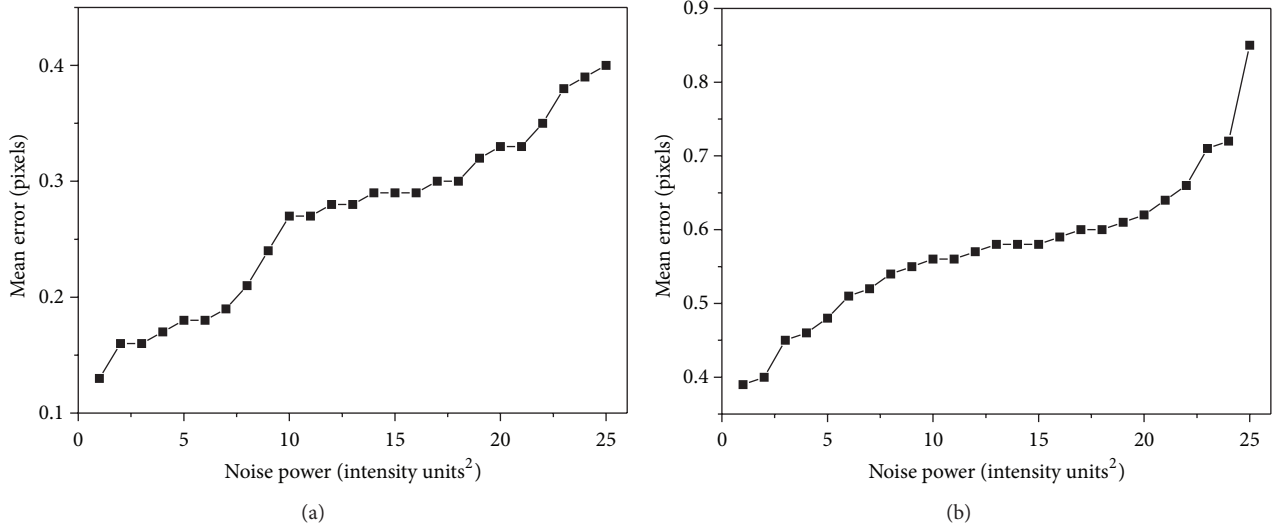 0.4
0.3
0.2
0.1
Mean error (pixels)
0 5 10 15 20 25
Noise power (intensity units²)
(a)
0.9
0.8
0.7
0.6
0.5
0.4
Mean error (pixels)
0 5 10 15 20 25
Noise power (intensity units²)
(b)